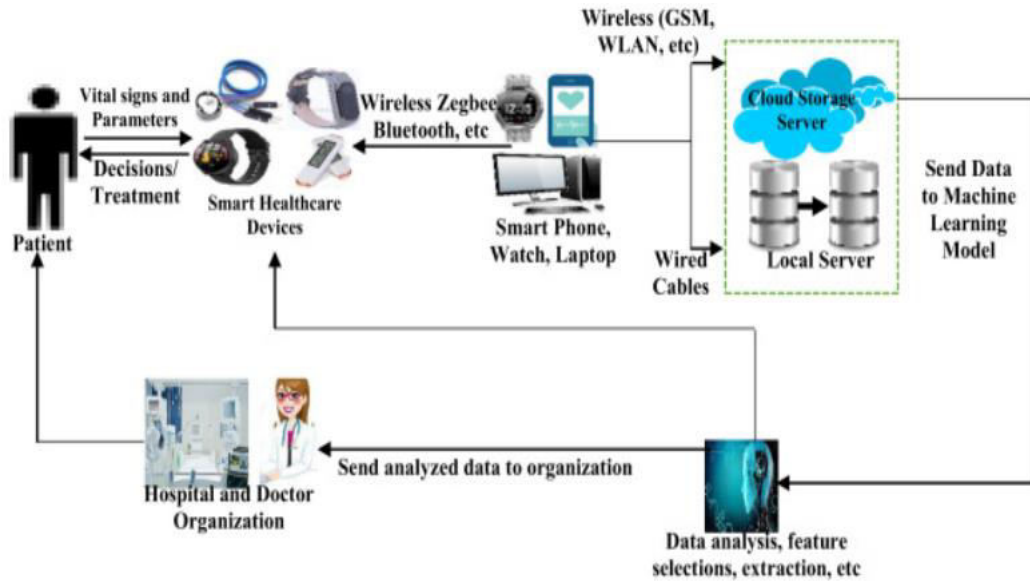 Wireless (GSM,
WLAN, etc)
Vital signs and
Parameters
Decisions/
Treatment
Patient
Smart Healthcare
Devices
Wireless Zegbee
Bluetooth, etc
Smart Phone,
Watch, Laptop
Wired
Cables
Cloud Storage
Server
Local Server
Send Data
to Machine
Learning
Model
Hospital and Doctor
Organization
Send analyzed data to organization
Data analysis, feature
selections, extraction, etc